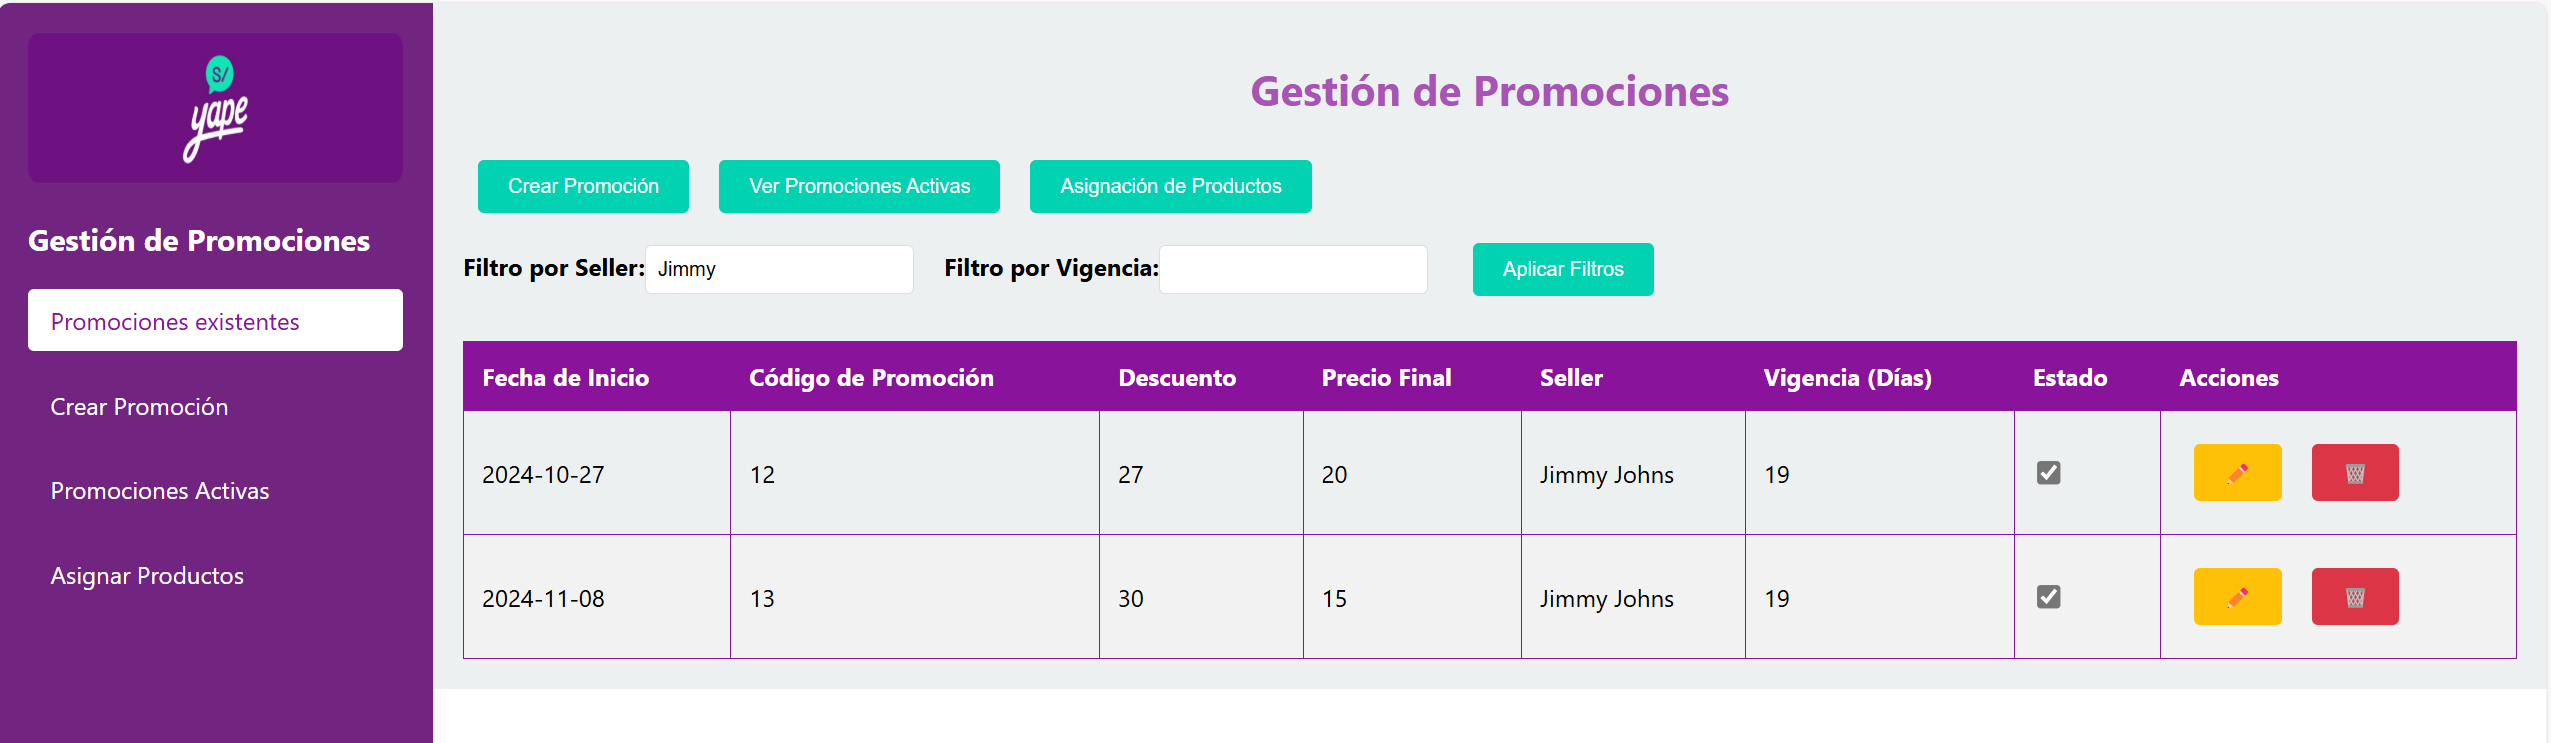 S/
yape
Gestión de Promociones
Promociones existentes
Crear Promoción
Promociones Activas
Asignar Productos
Gestión de Promociones
Crear Promoción Ver Promociones Activas Asignación de Productos
Filtro por Seller: Jimmy Filtro por Vigencia: Aplicar Filtros
Fecha de Inicio Código de Promoción Descuento Precio Final Seller Vigencia (Días) Estado Acciones
2024-10-27 12 27 20 Jimmy Johns 19
2024-11-08 13 30 15 Jimmy Johns 19